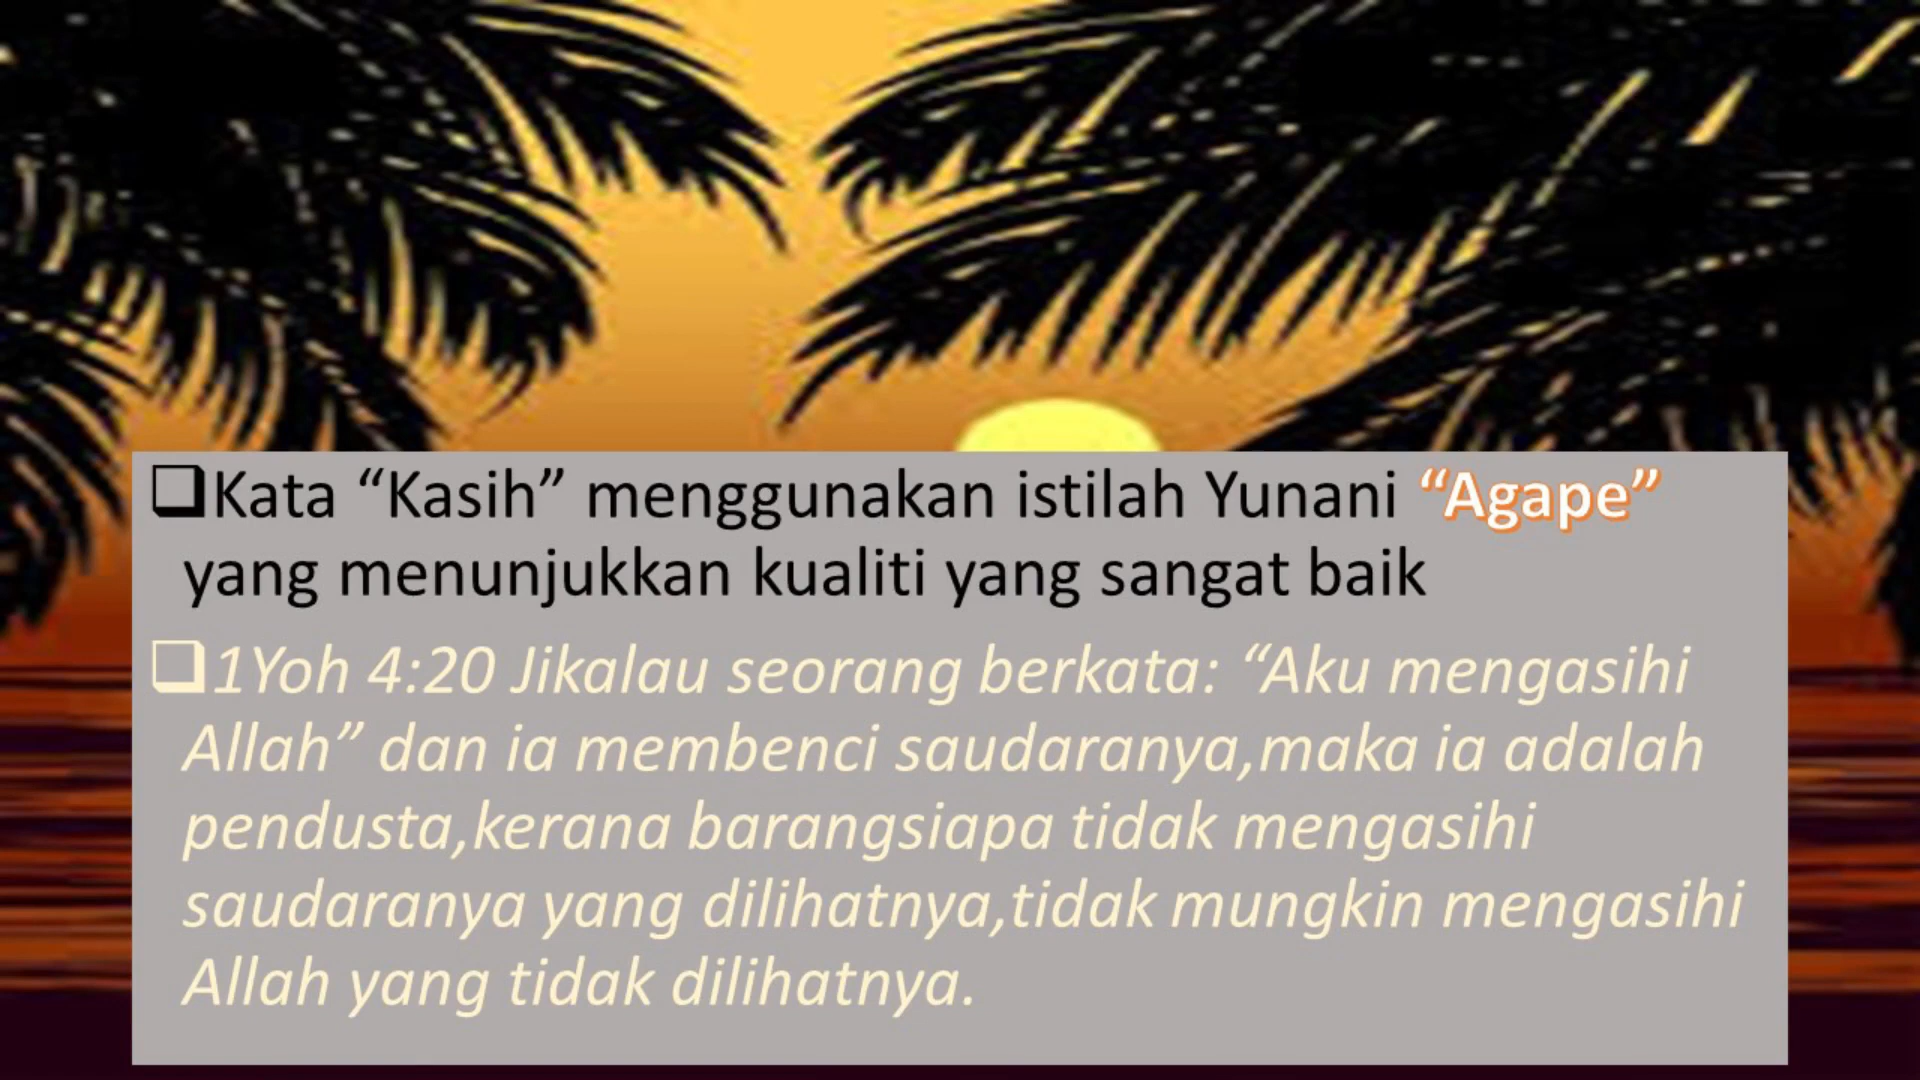 ❑Kata “Kasih” menggunakan istilah Yunani “Agape”
yang menunjukkan kualiti yang sangat baik
❑1Yoh 4:20 Jikalau seorang berkata: “Aku mengasihi
Allah” dan ia membenci saudaranya,maka ia adalah
pendusta,kerana barangsiapa tidak mengasihi
saudaranya yang dilihatnya,tidak mungkin mengasihi
Allah yang tidak dilihatnya.